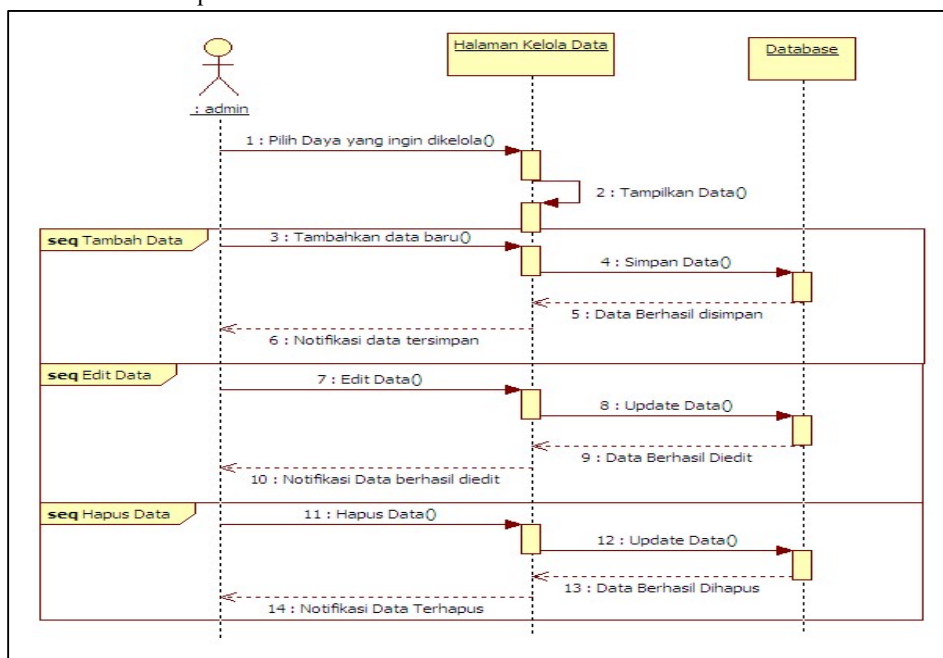 Halaman Kelola Data
Database
: admin
1 : Pilih Daya yang ingin dikelola()
2 : Tampilkan Data()
seq Tambah Data
3 : Tambahkan data baru()
4 : Simpan Data()
5 : Data Berhasil disimpan
6 : Notifikasi data tersimpan
seq Edit Data
7 : Edit Data()
8 : Update Data()
9 : Data Berhasil Diedit
10 : Notifikasi Data berhasil diedit
seq Hapus Data
11 : Hapus Data()
12 : Update Data()
13 : Data Berhasil Dihapus
14 : Notifikasi Data Terhapus